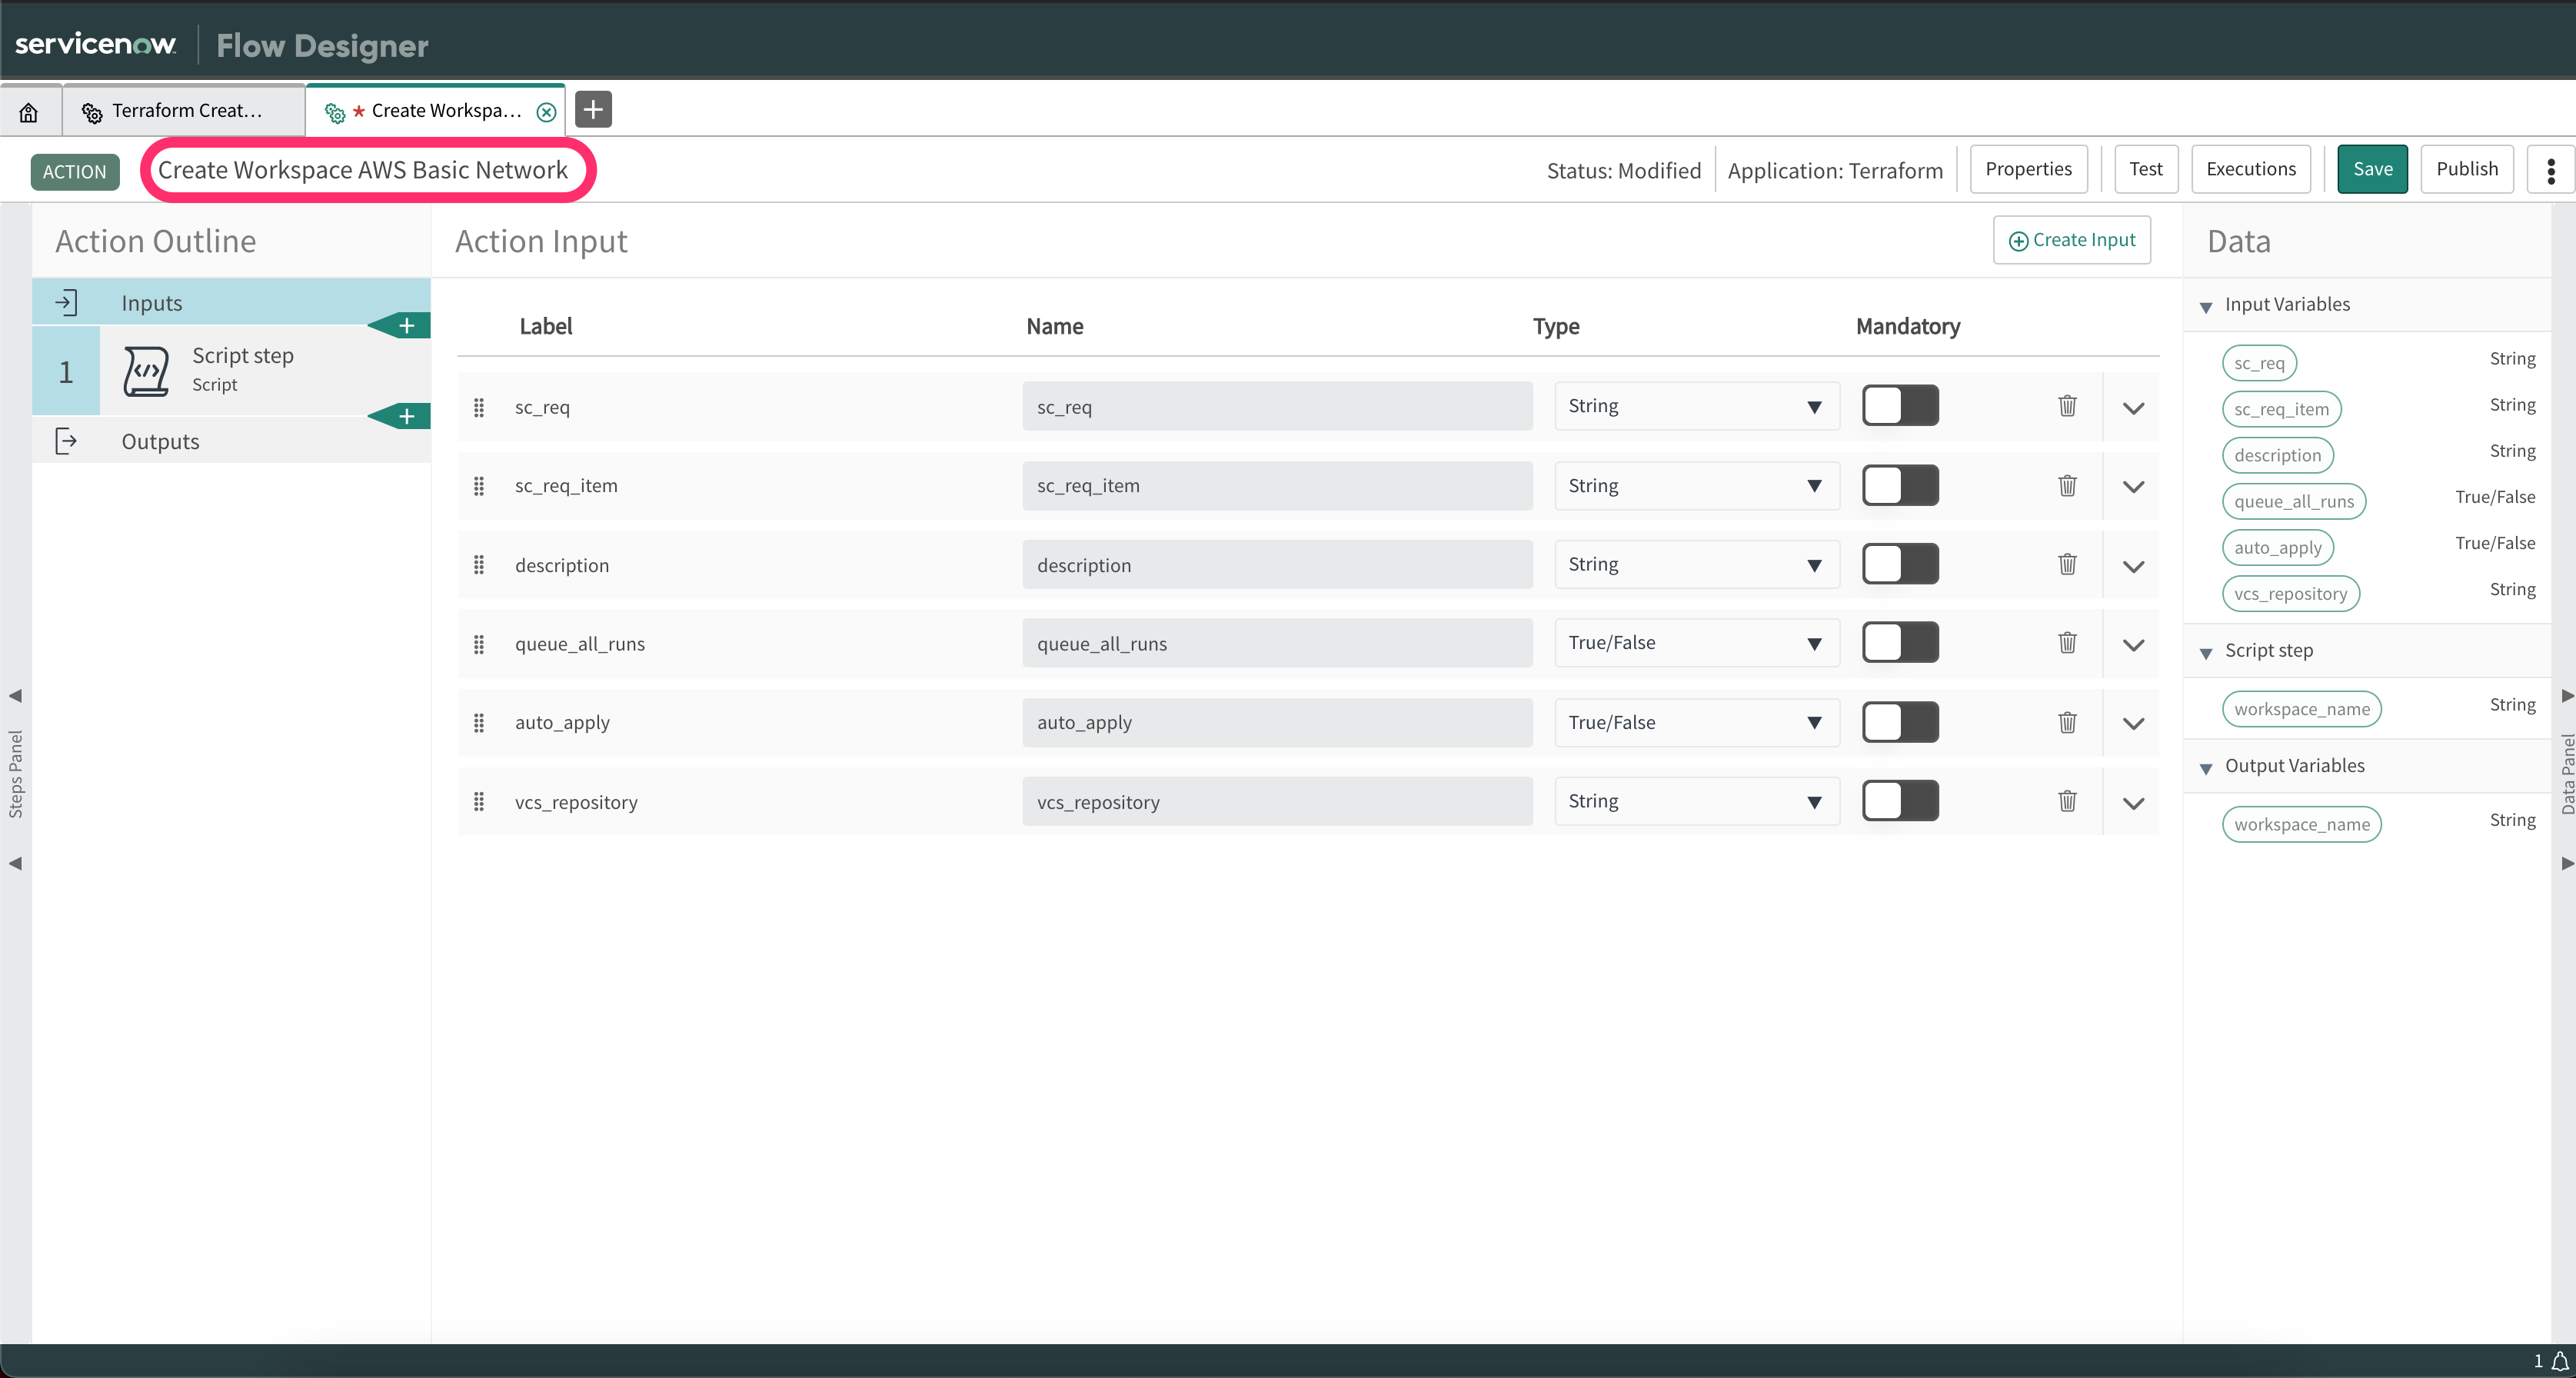 servicenow Flow Designer
Terraform Creat... * Create Workspa...
ACTION Create Workspace AWS Basic Network Status: Modified Application: Terraform Properties Test Executions Save Publish
Action Outline
Inputs
1 Script step
Script
Outputs
Action Input Create Input
Label Name Type Mandatory
sc_req sc_req String
sc_req_item sc_req_item String
description description String
queue_all_runs queue_all_runs True/False
auto_apply auto_apply True/False
vcs_repository vcs_repository String
Data
Input Variables
sc_req String
sc_req_item String
description String
queue_all_runs True/False
auto_apply True/False
vcs_repository String
Script step
workspace_name String
Output Variables
workspace_name String
Steps Panel
Data Panel
1